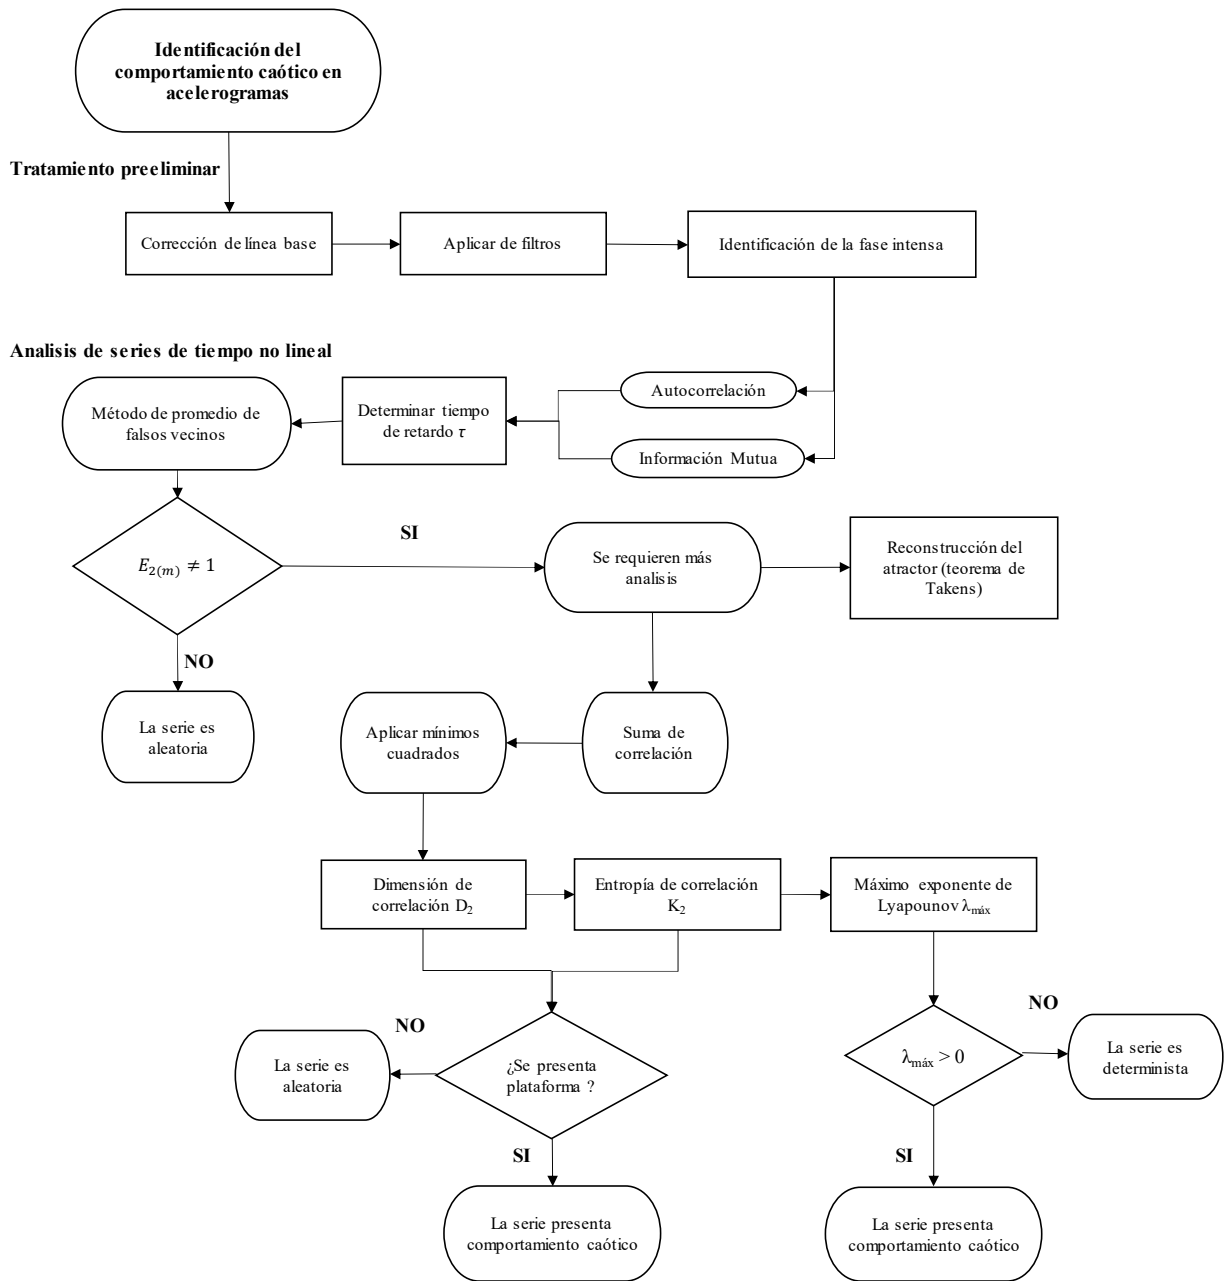 Identificación del
comportamiento caótico en
acelerogramas
Tratamiento preeliminar
Corrección de línea base
Aplicar de filtros
Identificación de la fase intensa
Analisis de series de tiempo no lineal
Autocorrelación
Información Mutua
Determinar tiempo
de retardo τ
Método de promedio de
falsos vecinos
E2(m) ≠ 1
SI
Se requieren más
analisis
Reconstrucción del
atractor (teorema de
Takens)
NO
La serie es
aleatoria
Aplicar mínimos
cuadrados
Suma de
correlación
Dimensión de
correlación D2
Entropía de correlación
K2
Máximo exponente de
Lyapounov λmáx
NO
La serie es
aleatoria
¿Se presenta
plataforma ?
λmáx > 0
NO
La serie es
determinista
SI
La serie presenta
comportamiento caótico
SI
La serie presenta
comportamiento caótico